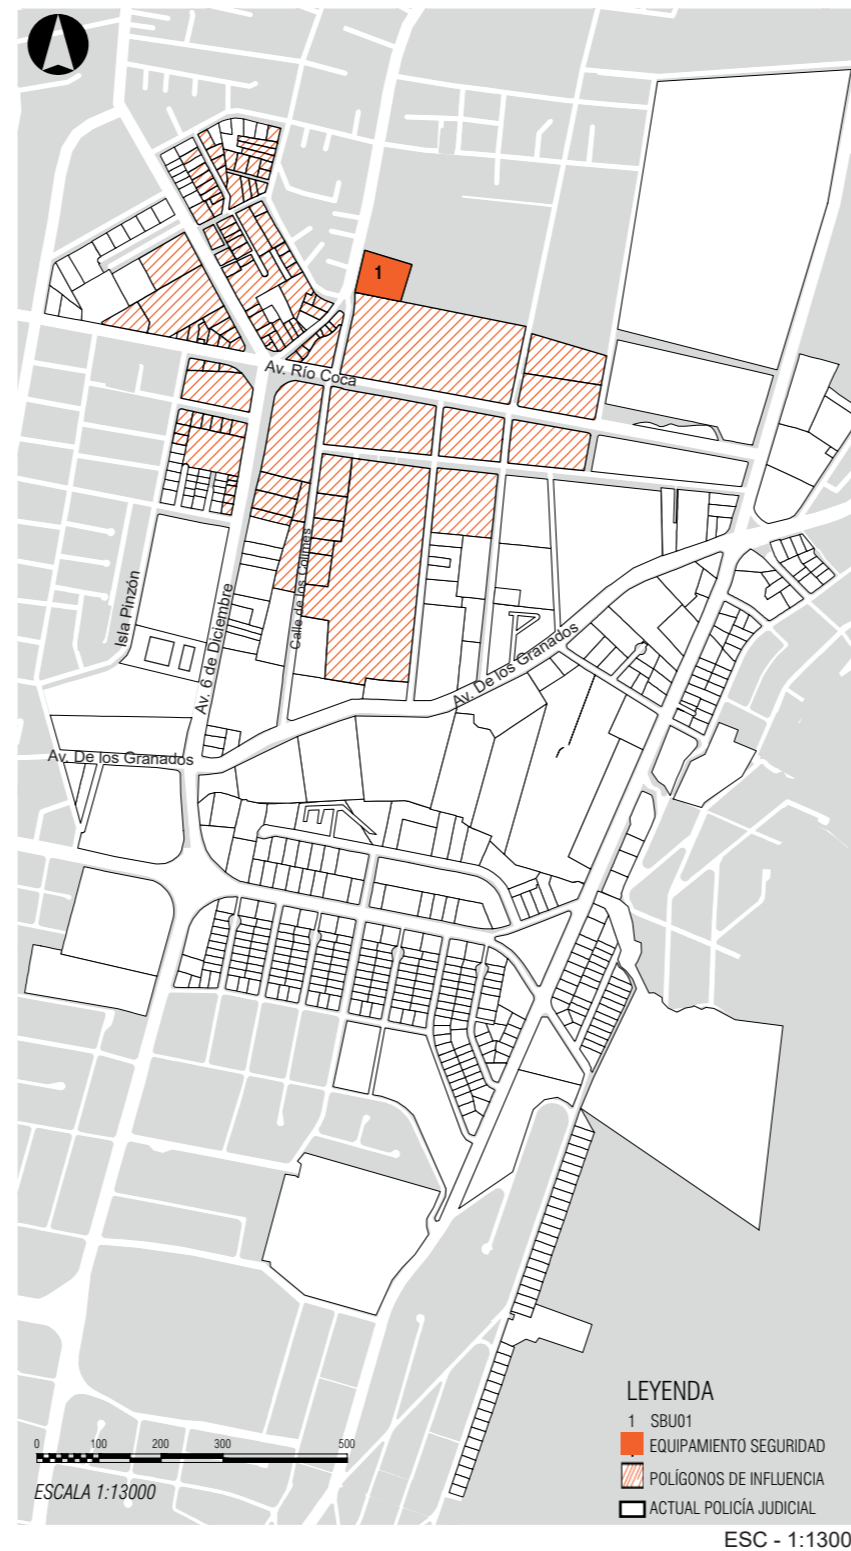 1
Av. Río Coca
Calle de los Colimes
Isla Pinzón
Av. 6 de Diciembre
Av. De los Granados
Av. De los Granados
LEYENDA
1 SBU01
EQUIPAMIENTO SEGURIDAD
POLÍGONOS DE INFLUENCIA
ACTUAL POLICÍA JUDICIAL
0 100 200 300 500
ESCALA 1:13000
ESC - 1:1300